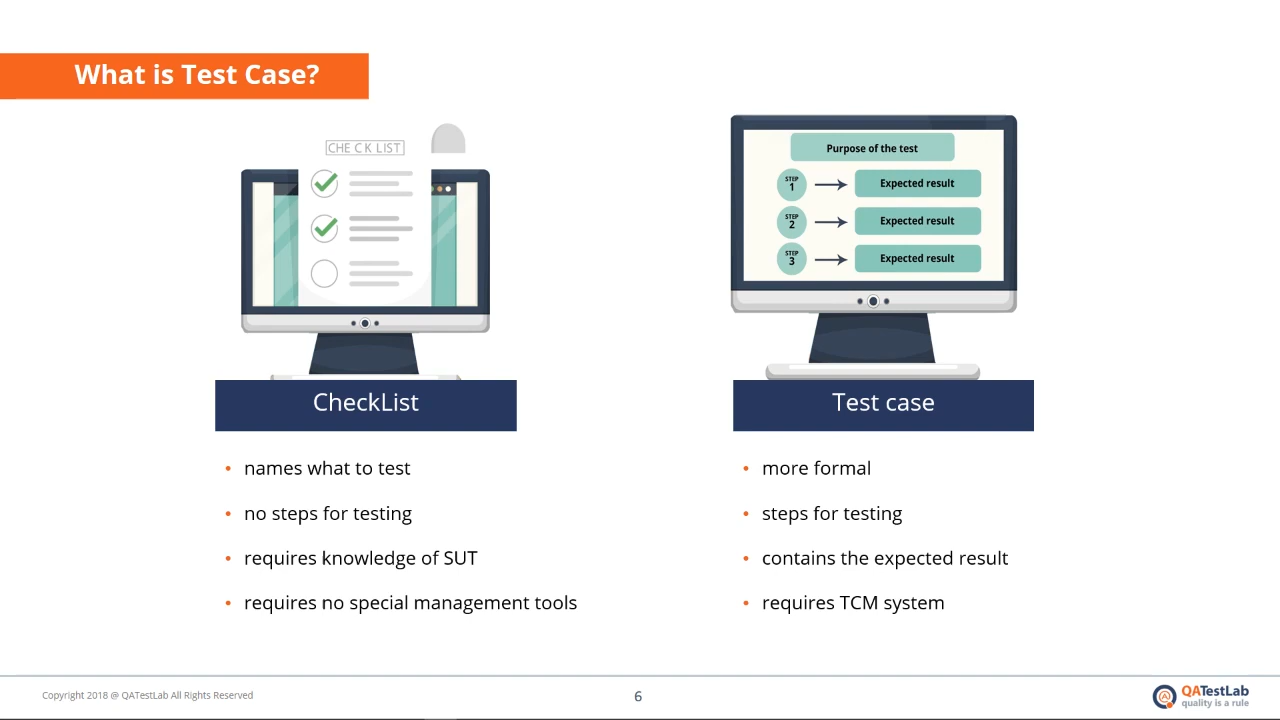 What is Test Case?
CHECK LIST
Purpose of the test
STEP
1
Expected result
STEP
2
Expected result
STEP
3
Expected result
CheckList
names what to test
no steps for testing
requires knowledge of SUT
requires no special management tools
Test case
more formal
steps for testing
contains the expected result
requires TCM system
Copyright 2018 @ QATestLab All Rights Reserved
6
QATestLab
quality is a rule